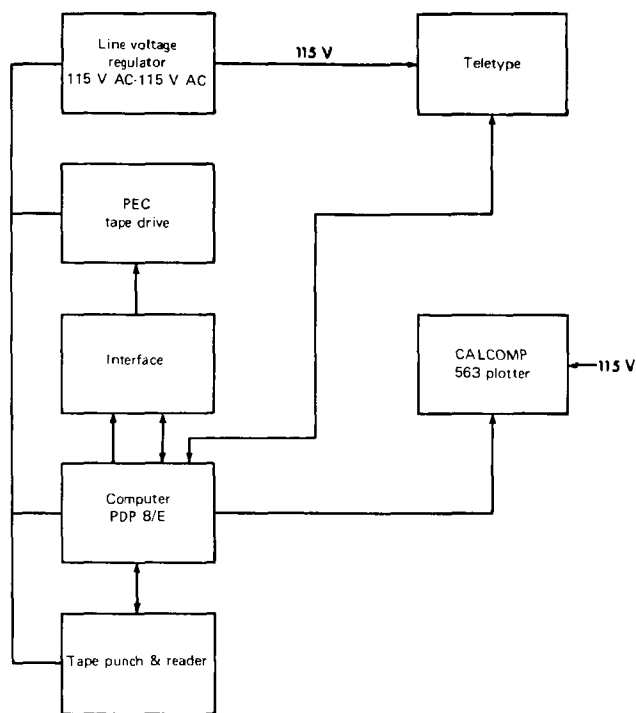 Line voltage
regulator
115 V AC-115 V AC
115 V
Teletype
PEC
tape drive
Interface
CALCOMP
563 plotter
115 V
Computer
PDP 8/E
Tape punch & reader